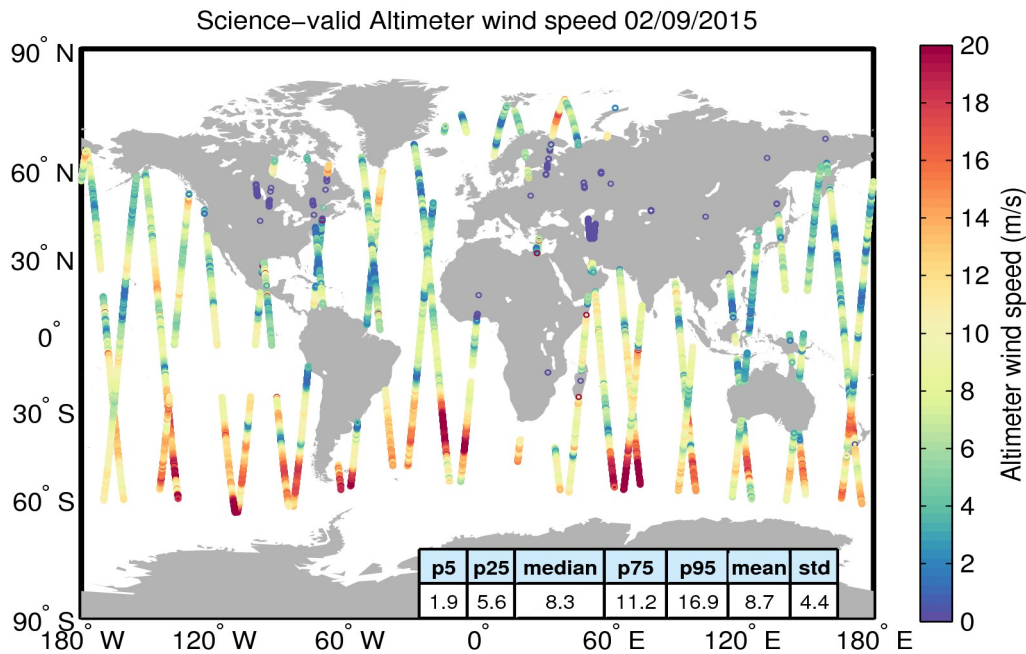 Science−valid Altimeter wind speed 02/09/2015
90° N
60° N
30° N
0°
30° S
60° S
90° S
180° W
120° W
60° W
0°
60° E
120° E
180° E
p5 p25 median p75 p95 mean std
1.9 5.6 8.3 11.2 16.9 8.7 4.4
20
18
16
14
12
10
8
6
4
2
0
Altimeter wind speed (m/s)